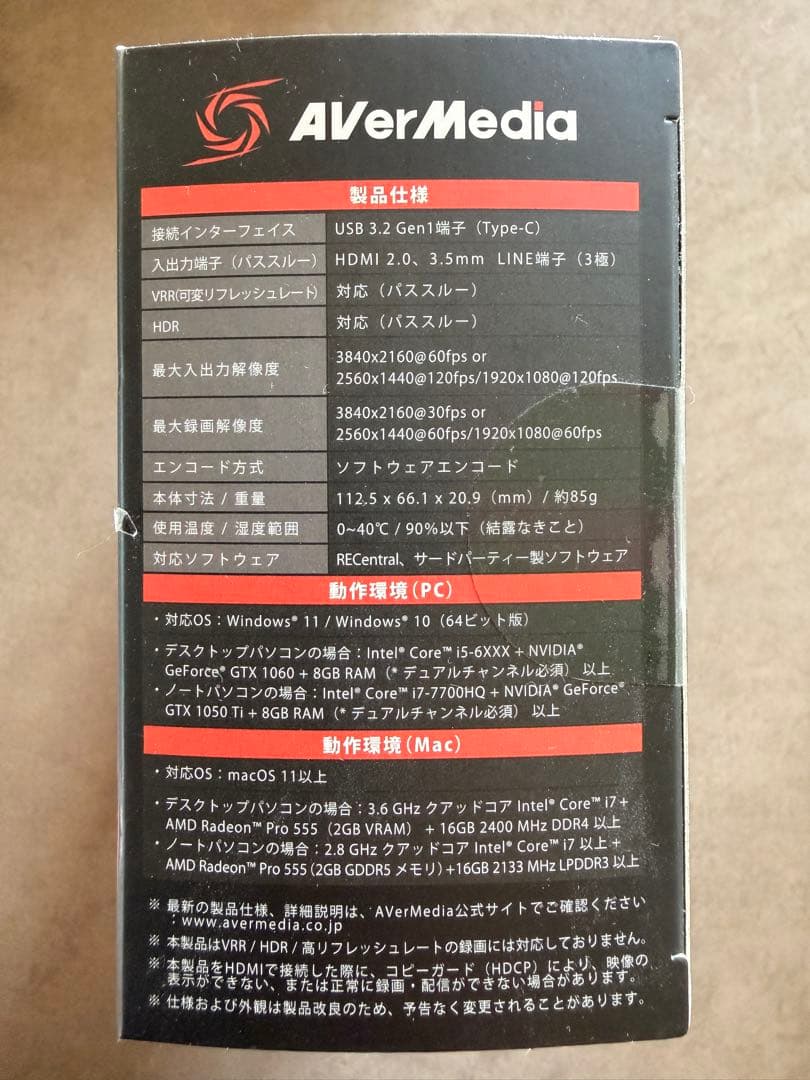 AVerMedia
製品仕様
接続インターフェイス USB 3.2 Gen1端子（Type-C）
入出力端子（パススルー） HDMI 2.0、3.5mm LINE端子（3極）
VRR(可変リフレッシュレート) 対応（パススルー）
HDR 対応（パススルー）
最大入出力解像度 3840x2160@60fps or
2560x1440@120fps/1920x1080@120fps
最大録画解像度 3840x2160@30fps or
2560x1440@60fps/1920x1080@60fps
エンコード方式 ソフトウェアエンコード
本体寸法 / 重量 112.5 x 66.1 x 20.9（mm）/ 約85g
使用温度 / 湿度範囲 0~40℃ / 90%以下（結露なきこと）
対応ソフトウェア RECentral、サードパーティー製ソフトウェア
動作環境（PC）
・対応OS：Windows® 11 / Windows® 10（64ビット版）
・デスクトップパソコンの場合：Intel® Core™ i5-6XXX + NVIDIA®
GeForce® GTX 1060 + 8GB RAM（* デュアルチャンネル必須） 以上
・ノートパソコンの場合：Intel® Core™ i7-7700HQ + NVIDIA® GeForce®
GTX 1050 Ti + 8GB RAM（* デュアルチャンネル必須） 以上
動作環境（Mac）
・対応OS：macOS 11以上
・デスクトップパソコンの場合：3.6 GHz クアッドコア Intel® Core™ i7 +
AMD Radeon™ Pro 555（2GB VRAM） + 16GB 2400 MHz DDR4 以上
・ノートパソコンの場合：2.8 GHz クアッドコア Intel® Core™ i7 以上 +
AMD Radeon™ Pro 555 (2GB GDDR5 メモリ) +16GB 2133 MHz LPDDR3 以上
※ 最新の製品仕様、詳細説明は、AVerMedia公式サイトでご確認ください
：www.avermedia.co.jp
※ 本製品はVRR / HDR / 高リフレッシュレートの録画には対応しておりません。
※ 本製品をHDMIで接続した際に、コピーガード（HDCP）により、映像の
表示ができない、または正常に録画・配信ができない場合があります。
※ 仕様および外観は製品改良のため、予告なく変更されることがあります。